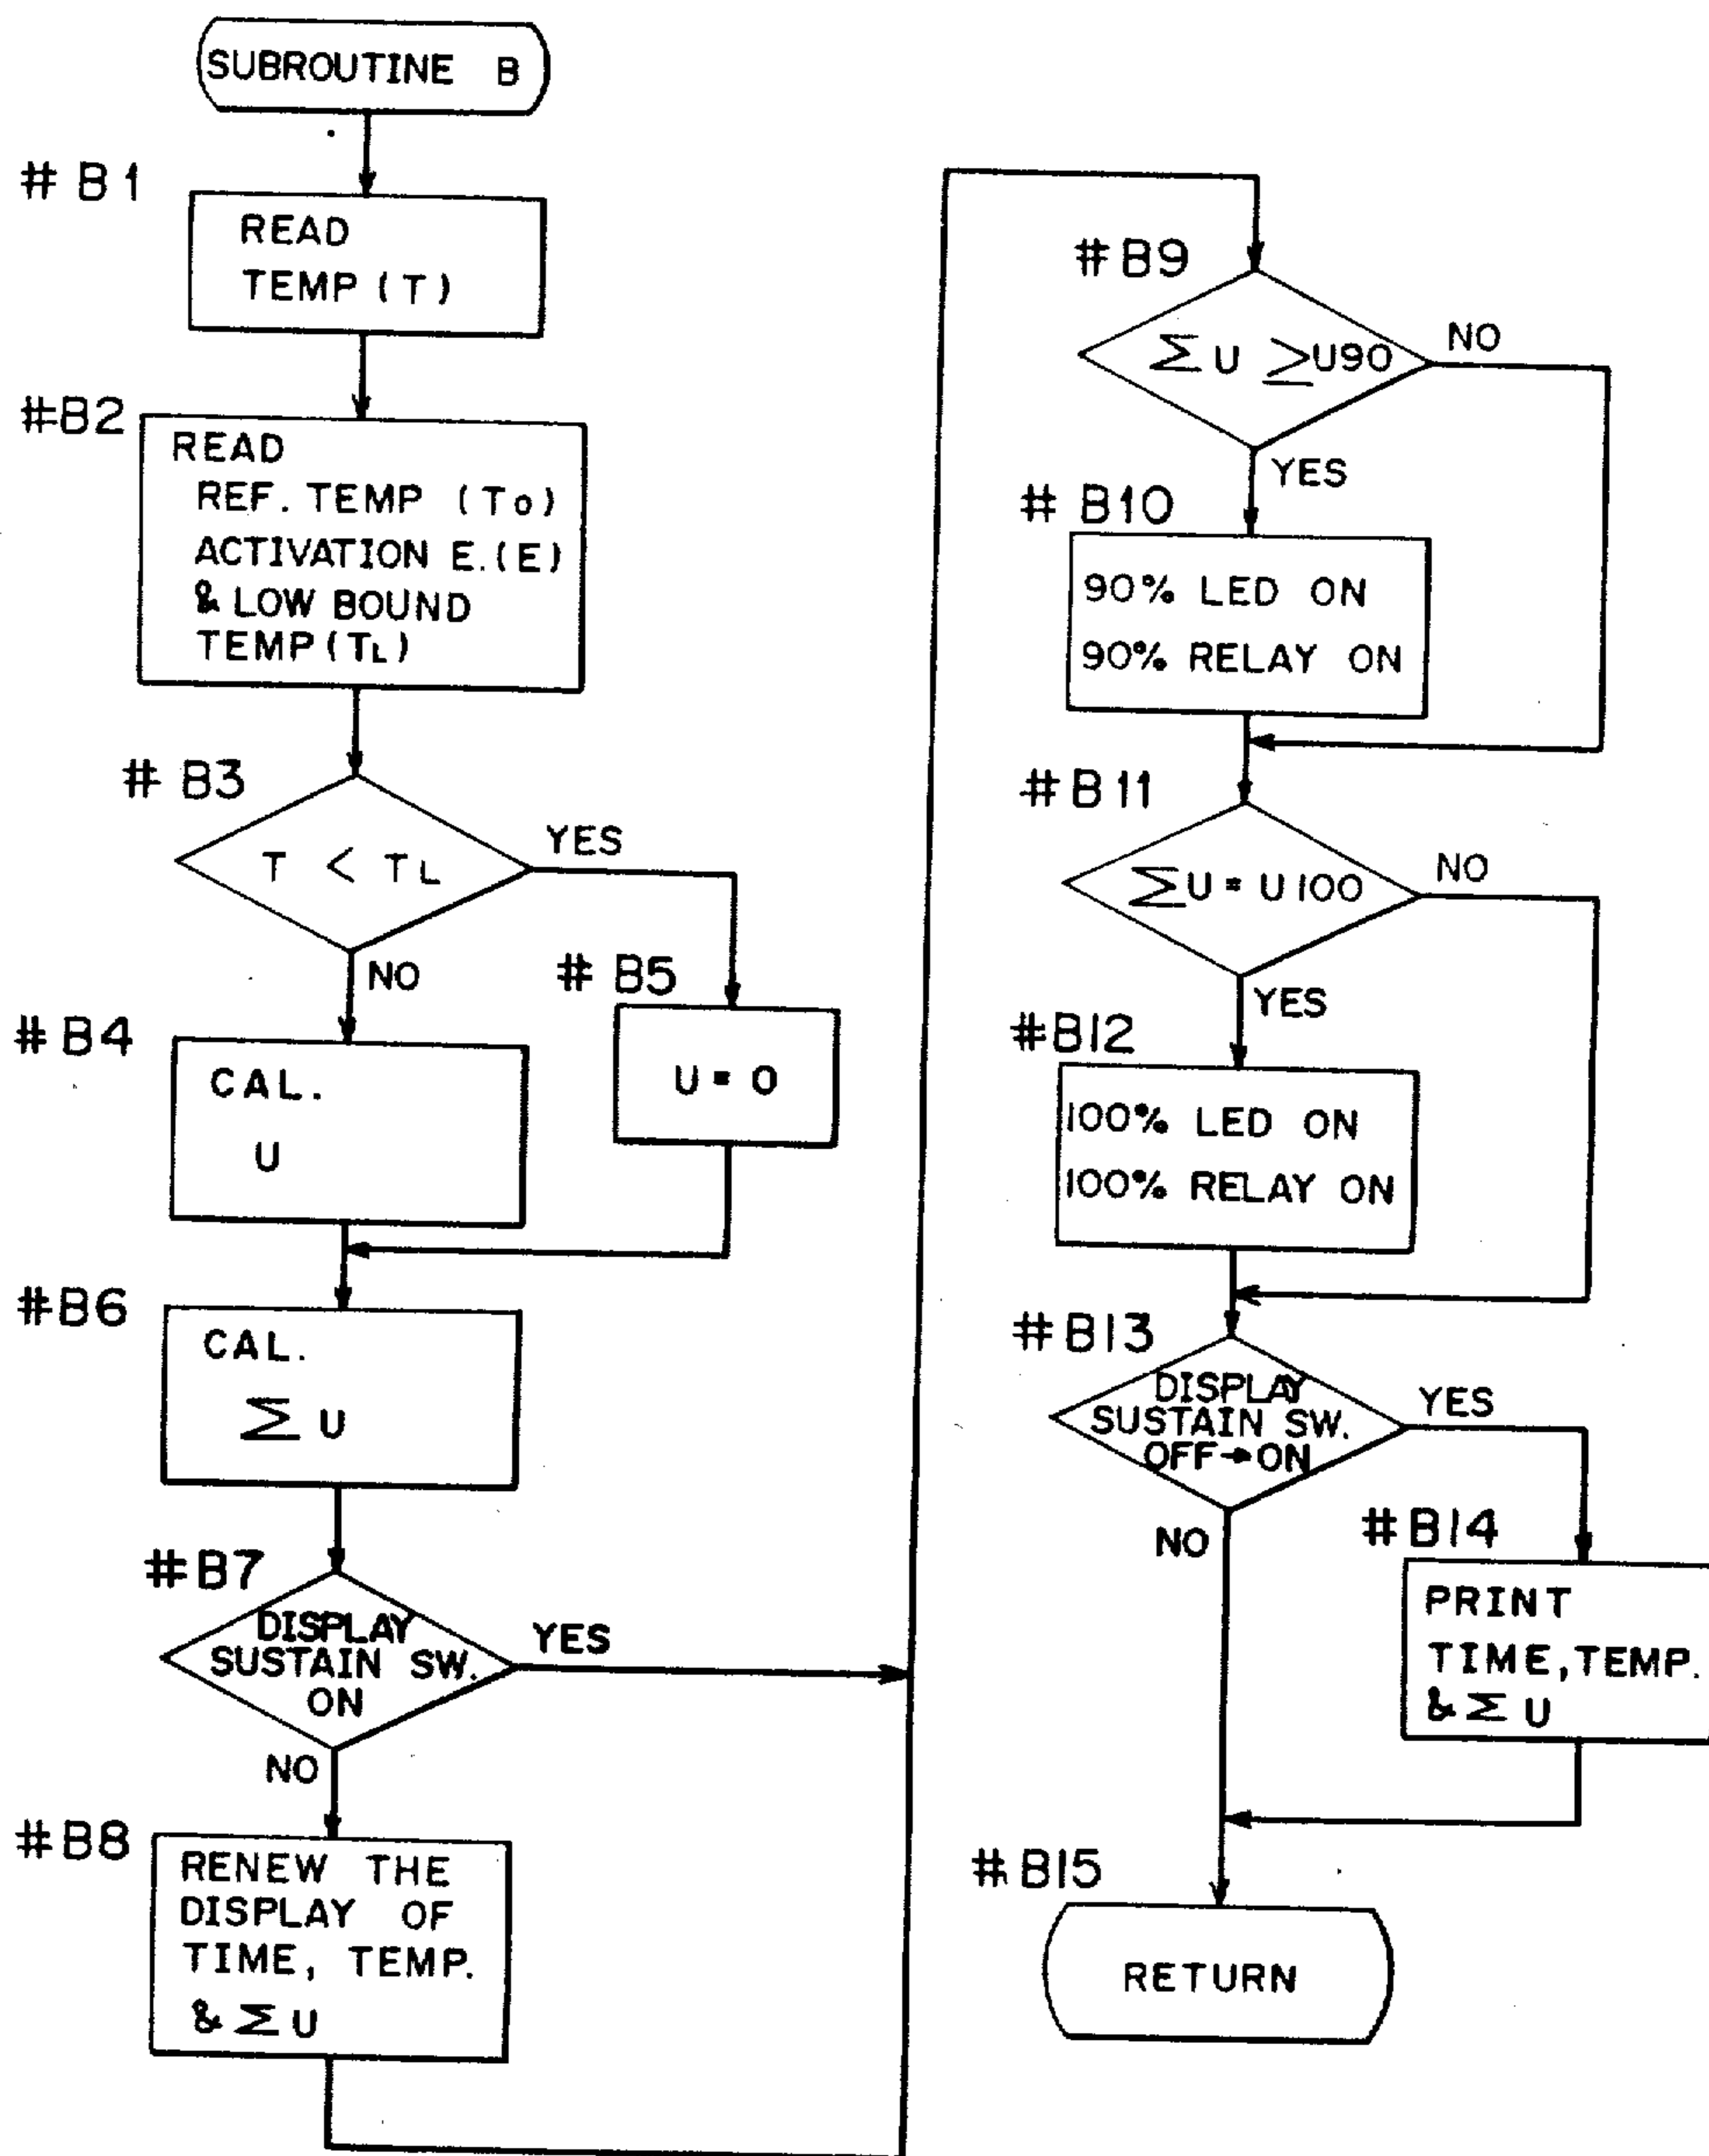 SUBROUTINE B
# B1
READ
TEMP (T)
#B2
READ
REF. TEMP (To)
ACTIVATION E.(E)
& LOW BOUND
TEMP(TL)
# B3
T < TL
YES
NO
#B4
CAL.
U
# B5
U = 0
#B6
CAL.
∑ U
#B7
DISPLAY
SUSTAIN SW.
ON
YES
NO
#B8
RENEW THE
DISPLAY OF
TIME, TEMP.
& ∑ U
#B9
∑ U ≥U90
NO
YES
# B10
90% LED ON
90% RELAY ON
#B11
∑U = U100
NO
YES
#B12
100% LED ON
100% RELAY ON
#B13
DISPLAY
SUSTAIN SW.
OFF→ON
YES
NO
#B14
PRINT
TIME, TEMP.
& ∑ U
#B15
RETURN